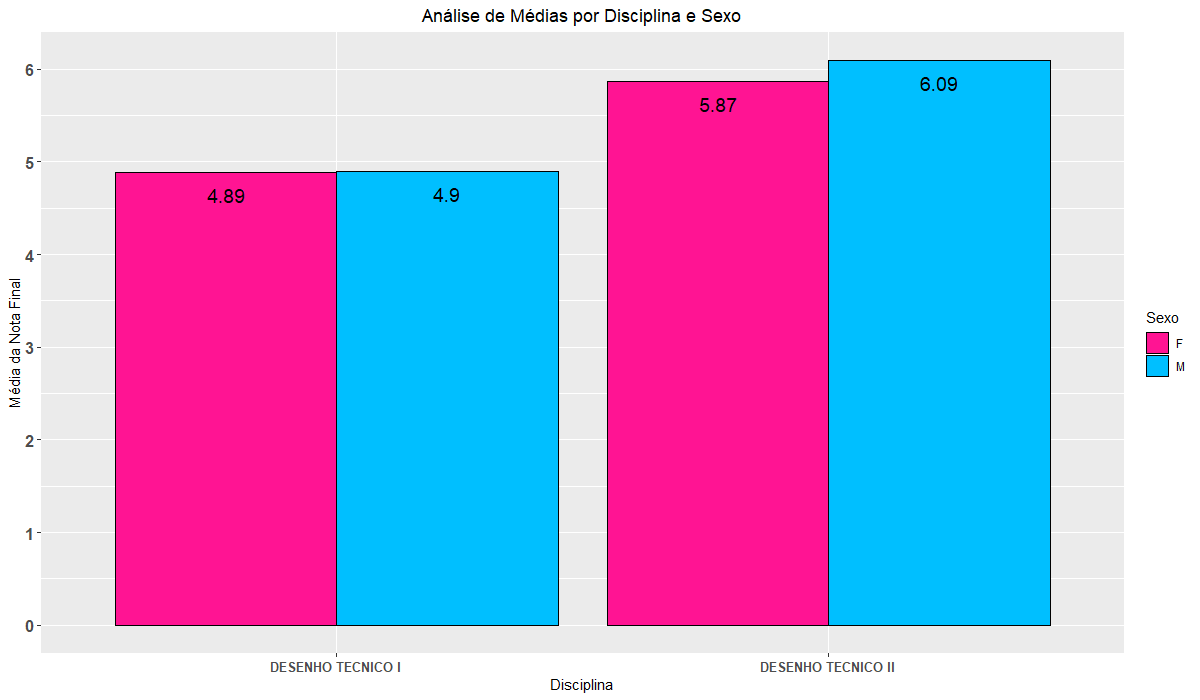 Análise de Médias por Disciplina e Sexo
Média da Nota Final
6
5
4
3
2
1
0
4.89
4.9
5.87
6.09
DESENHO TECNICO I
DESENHO TECNICO II
Disciplina
Sexo
F
M